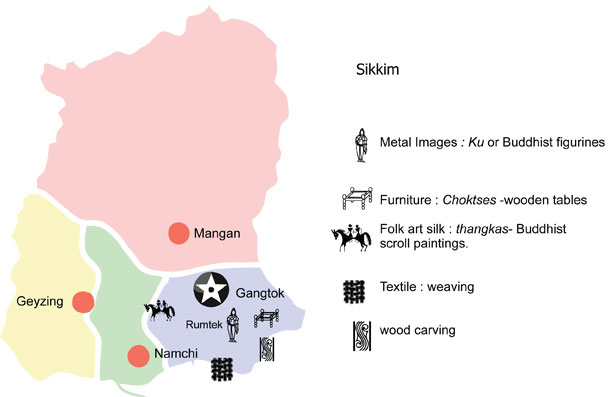 Sikkim
Metal Images : Ku or Buddhist figurines
Furniture : Choktses -wooden tables
Folk art silk : thangkas- Buddhist
scroll paintings.
Textile : weaving
wood carving
Mangan
Geyzing
Gangtok
Rumtek
Namchi